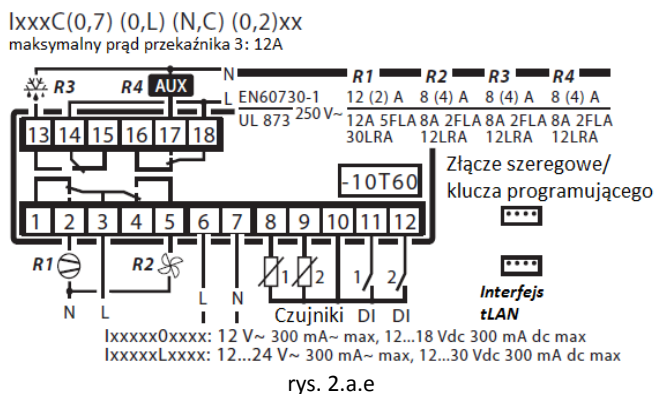 IxxxC(0,7) (0,L) (N,C) (0,2)xx
maksymalny prąd przekaźnika 3: 12A
R3 R4 AUX N R1 R2 R3 R4
L EN60730-1 12 (2) A 8 (4) A 8 (4) A 8 (4) A
UL 873 250 V~ 12A 5FLA 8A 2FLA 8A 2FLA 8A 2FLA
30LRA 12LRA 12LRA 12LRA
13 14 15 16 17 18
Złącze szeregowe/
klucza programującego
-10T60
1 2 3 4 5 6 7 8 9 10 11 12
R1 R2 1 2 1 2
N L L N Czujniki DI DI
Interfejs
tLAN
Ixxxxx0xxxx: 12 V~ 300 mA~ max, 12...18 Vdc 300 mA dc max
IxxxxxLxxxx: 12...24 V~ 300 mA~ max, 12...30 Vdc 300 mA dc max
rys. 2.a.e